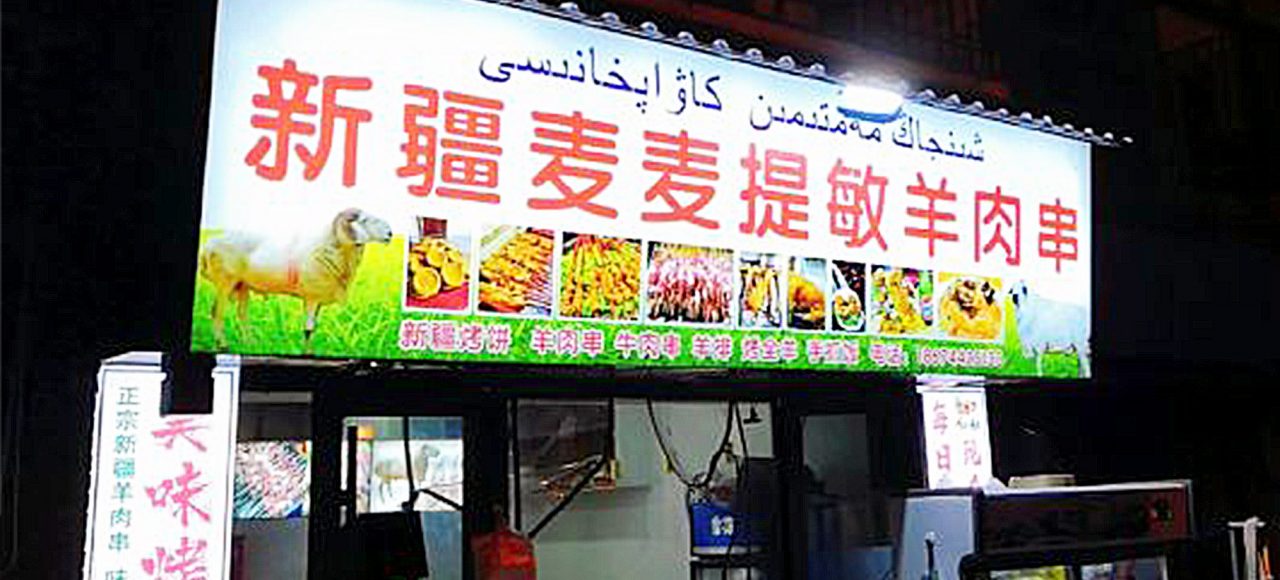 شىنجاڭ مەمتىمىن كاۋاپخانىسى
新疆麦麦提敏羊肉串
新疆烤饼 羊肉串 牛肉串 羊排 烤全羊 手抓饭 电话:
正宗新疆羊肉串 味
美味烤
每日